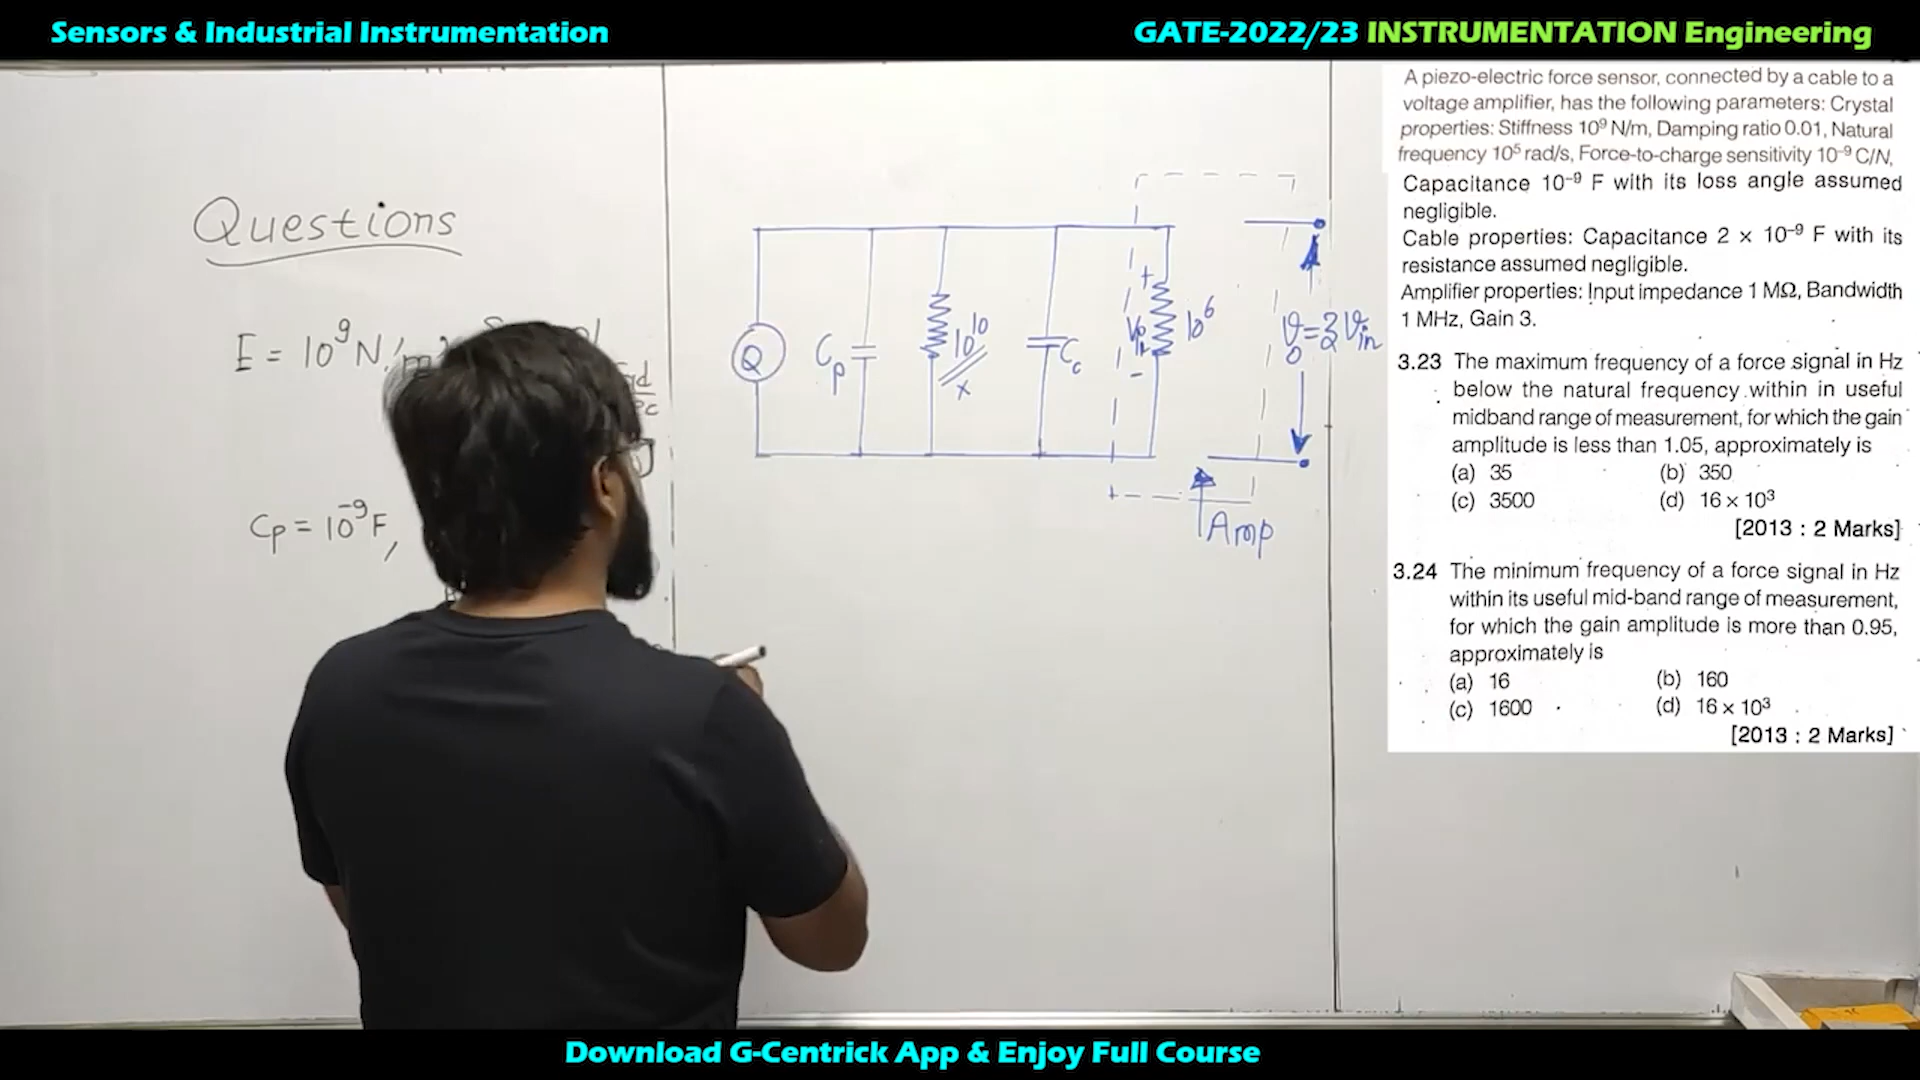 Sensors & Industrial Instrumentation
GATE-2022/23 INSTRUMENTATION Engineering
Questions
E = 10⁹ N/m
Cp = 10⁻⁹ F,
Q
Cp
10¹⁰
x
Cc
+
Vin
-
10⁶
V₀ = 3Vin
Amp
A piezo-electric force sensor, connected by a cable to a
voltage amplifier, has the following parameters: Crystal
properties: Stiffness 10⁹ N/m, Damping ratio 0.01, Natural
frequency 10⁵ rad/s, Force-to-charge sensitivity 10⁻⁹ C/N,
Capacitance 10⁻⁹ F with its loss angle assumed
negligible.
Cable properties: Capacitance 2 × 10⁻⁹ F with its
resistance assumed negligible.
Amplifier properties: Input impedance 1 MΩ, Bandwidth
1 MHz, Gain 3.
3.23 The maximum frequency of a force signal in Hz
below the natural frequency within in useful
midband range of measurement, for which the gain
amplitude is less than 1.05, approximately is
(a) 35 (b) 350
(c) 3500 (d) 16 × 10³
[2013 : 2 Marks]
3.24 The minimum frequency of a force signal in Hz
within its useful mid-band range of measurement,
for which the gain amplitude is more than 0.95,
approximately is
(a) 16 (b) 160
(c) 1600 (d) 16 × 10³
[2013 : 2 Marks]
Download G-Centrick App & Enjoy Full Course